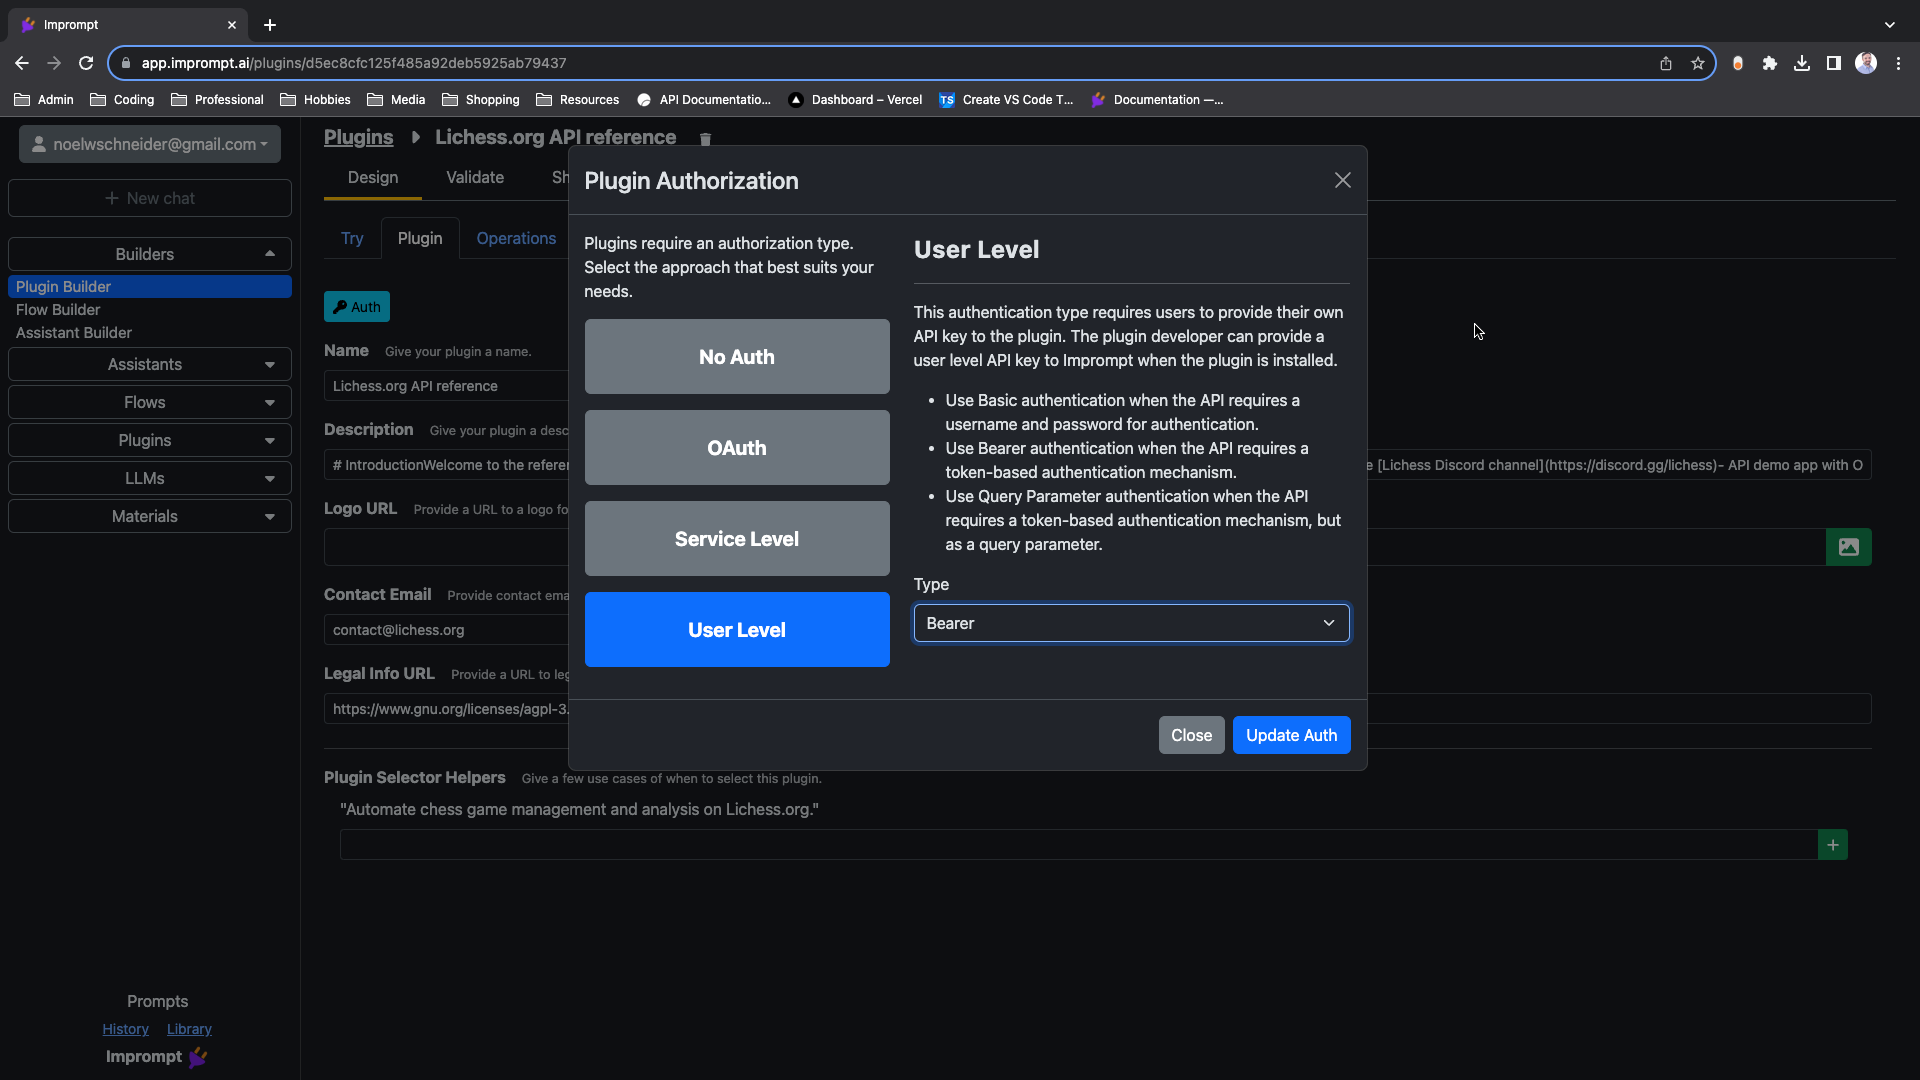 Imprompt
app.imprompt.ai/plugins/d5ec8cfc125f485a92deb5925ab79437
Admin
Coding
Professional
Hobbies
Media
Shopping
Resources
API Documentatio...
Dashboard – Vercel
TS Create VS Code T...
Documentation —...
noelwschneider@gmail.com
New chat
Builders
Plugin Builder
Flow Builder
Assistant Builder
Assistants
Flows
Plugins
LLMs
Materials
Prompts
History Library
Imprompt
Plugins Lichess.org API reference
Design Validate Sh
Try Plugin Operations
Auth
Name Give your plugin a name.
Lichess.org API reference
Description Give your plugin a desc
# IntroductionWelcome to the referen
e [Lichess Discord channel](https://discord.gg/lichess)- API demo app with O
Logo URL Provide a URL to a logo fo
Contact Email Provide contact ema
contact@lichess.org
Legal Info URL Provide a URL to leg
https://www.gnu.org/licenses/agpl-3.
Plugin Selector Helpers Give a few use cases of when to select this plugin.
"Automate chess game management and analysis on Lichess.org."
Plugin Authorization
Plugins require an authorization type.
Select the approach that best suits your
needs.
No Auth
OAuth
Service Level
User Level
User Level
This authentication type requires users to provide their own
API key to the plugin. The plugin developer can provide a
user level API key to Imprompt when the plugin is installed.
• Use Basic authentication when the API requires a
username and password for authentication.
• Use Bearer authentication when the API requires a
token-based authentication mechanism.
• Use Query Parameter authentication when the API
requires a token-based authentication mechanism, but
as a query parameter.
Type
Bearer
Close
Update Auth